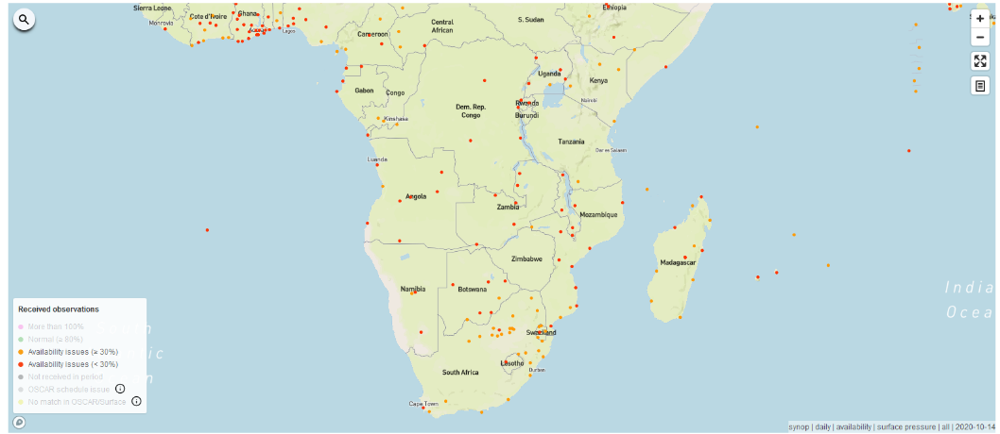 Sierra Leone
Monrovia
Cote d'Ivoire
Ghana
Accra
Lagos
Cameroon
Central
African
S. Sudan
Ethiopia
Uganda
Kenya
Nairobi
Gabon
Congo
Dem. Rep.
Congo
Rwanda
Burundi
Kinshasa
Tanzania
Dar es Salaam
Luanda
Angola
Zambia
Mozambique
Zimbabwe
Madagascar
Namibia
Botswana
Swaziland
South Africa
Lesotho
Durban
Cape Town
India
Ocea
Received observations
More than 100%
Normal (≥ 80%)
Availability issues (≥ 30%)
Availability issues (< 30%)
Not received in period
OSCAR schedule issue
No match in OSCAR/Surface
synop | daily | availability | surface pressure | all | 2020-10-14